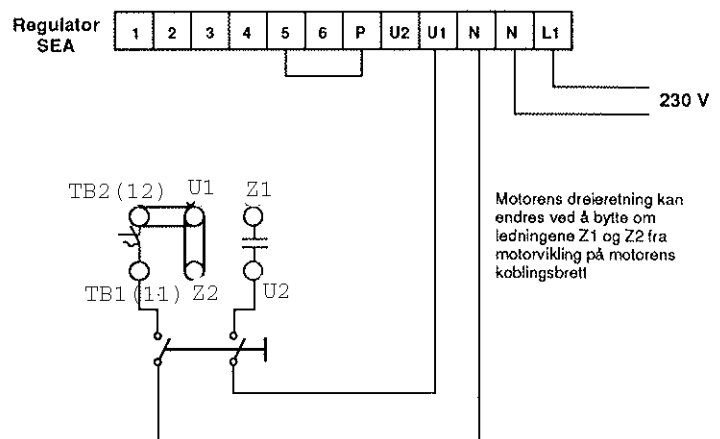 Regulator
SEA
1 2 3 4 5 6 P U2 U1 N N L1
230 V
TB2(12) U1 Z1
TB1(11) Z2 U2
Motorens dreieretning kan
endres ved å bytte om
ledningene Z1 og Z2 fra
motorvikling på motorens
koblingsbrett